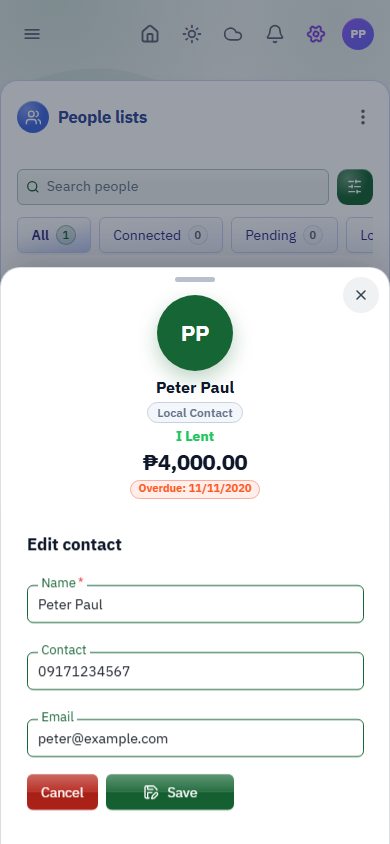 PP
People lists
Search people
All 1 Connected 0 Pending 0 Lo
PP
Peter Paul
Local Contact
I Lent
₱4,000.00
Overdue: 11/11/2020
Edit contact
Name *
Peter Paul
Contact
09171234567
Email
peter@example.com
Cancel Save